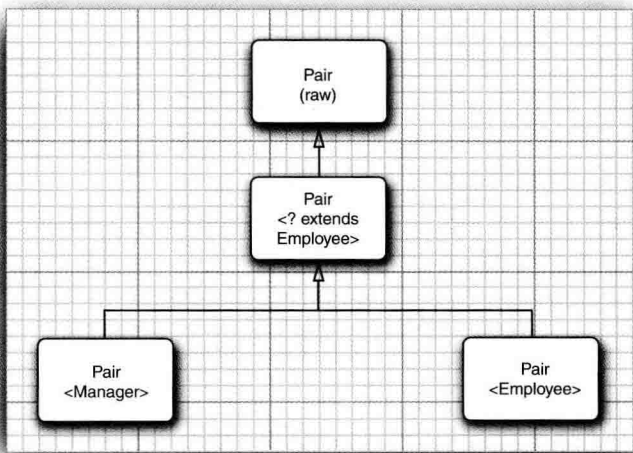 Pair
(raw)
Pair
<? extends
Employee>
Pair
<Manager>
Pair
<Employee>